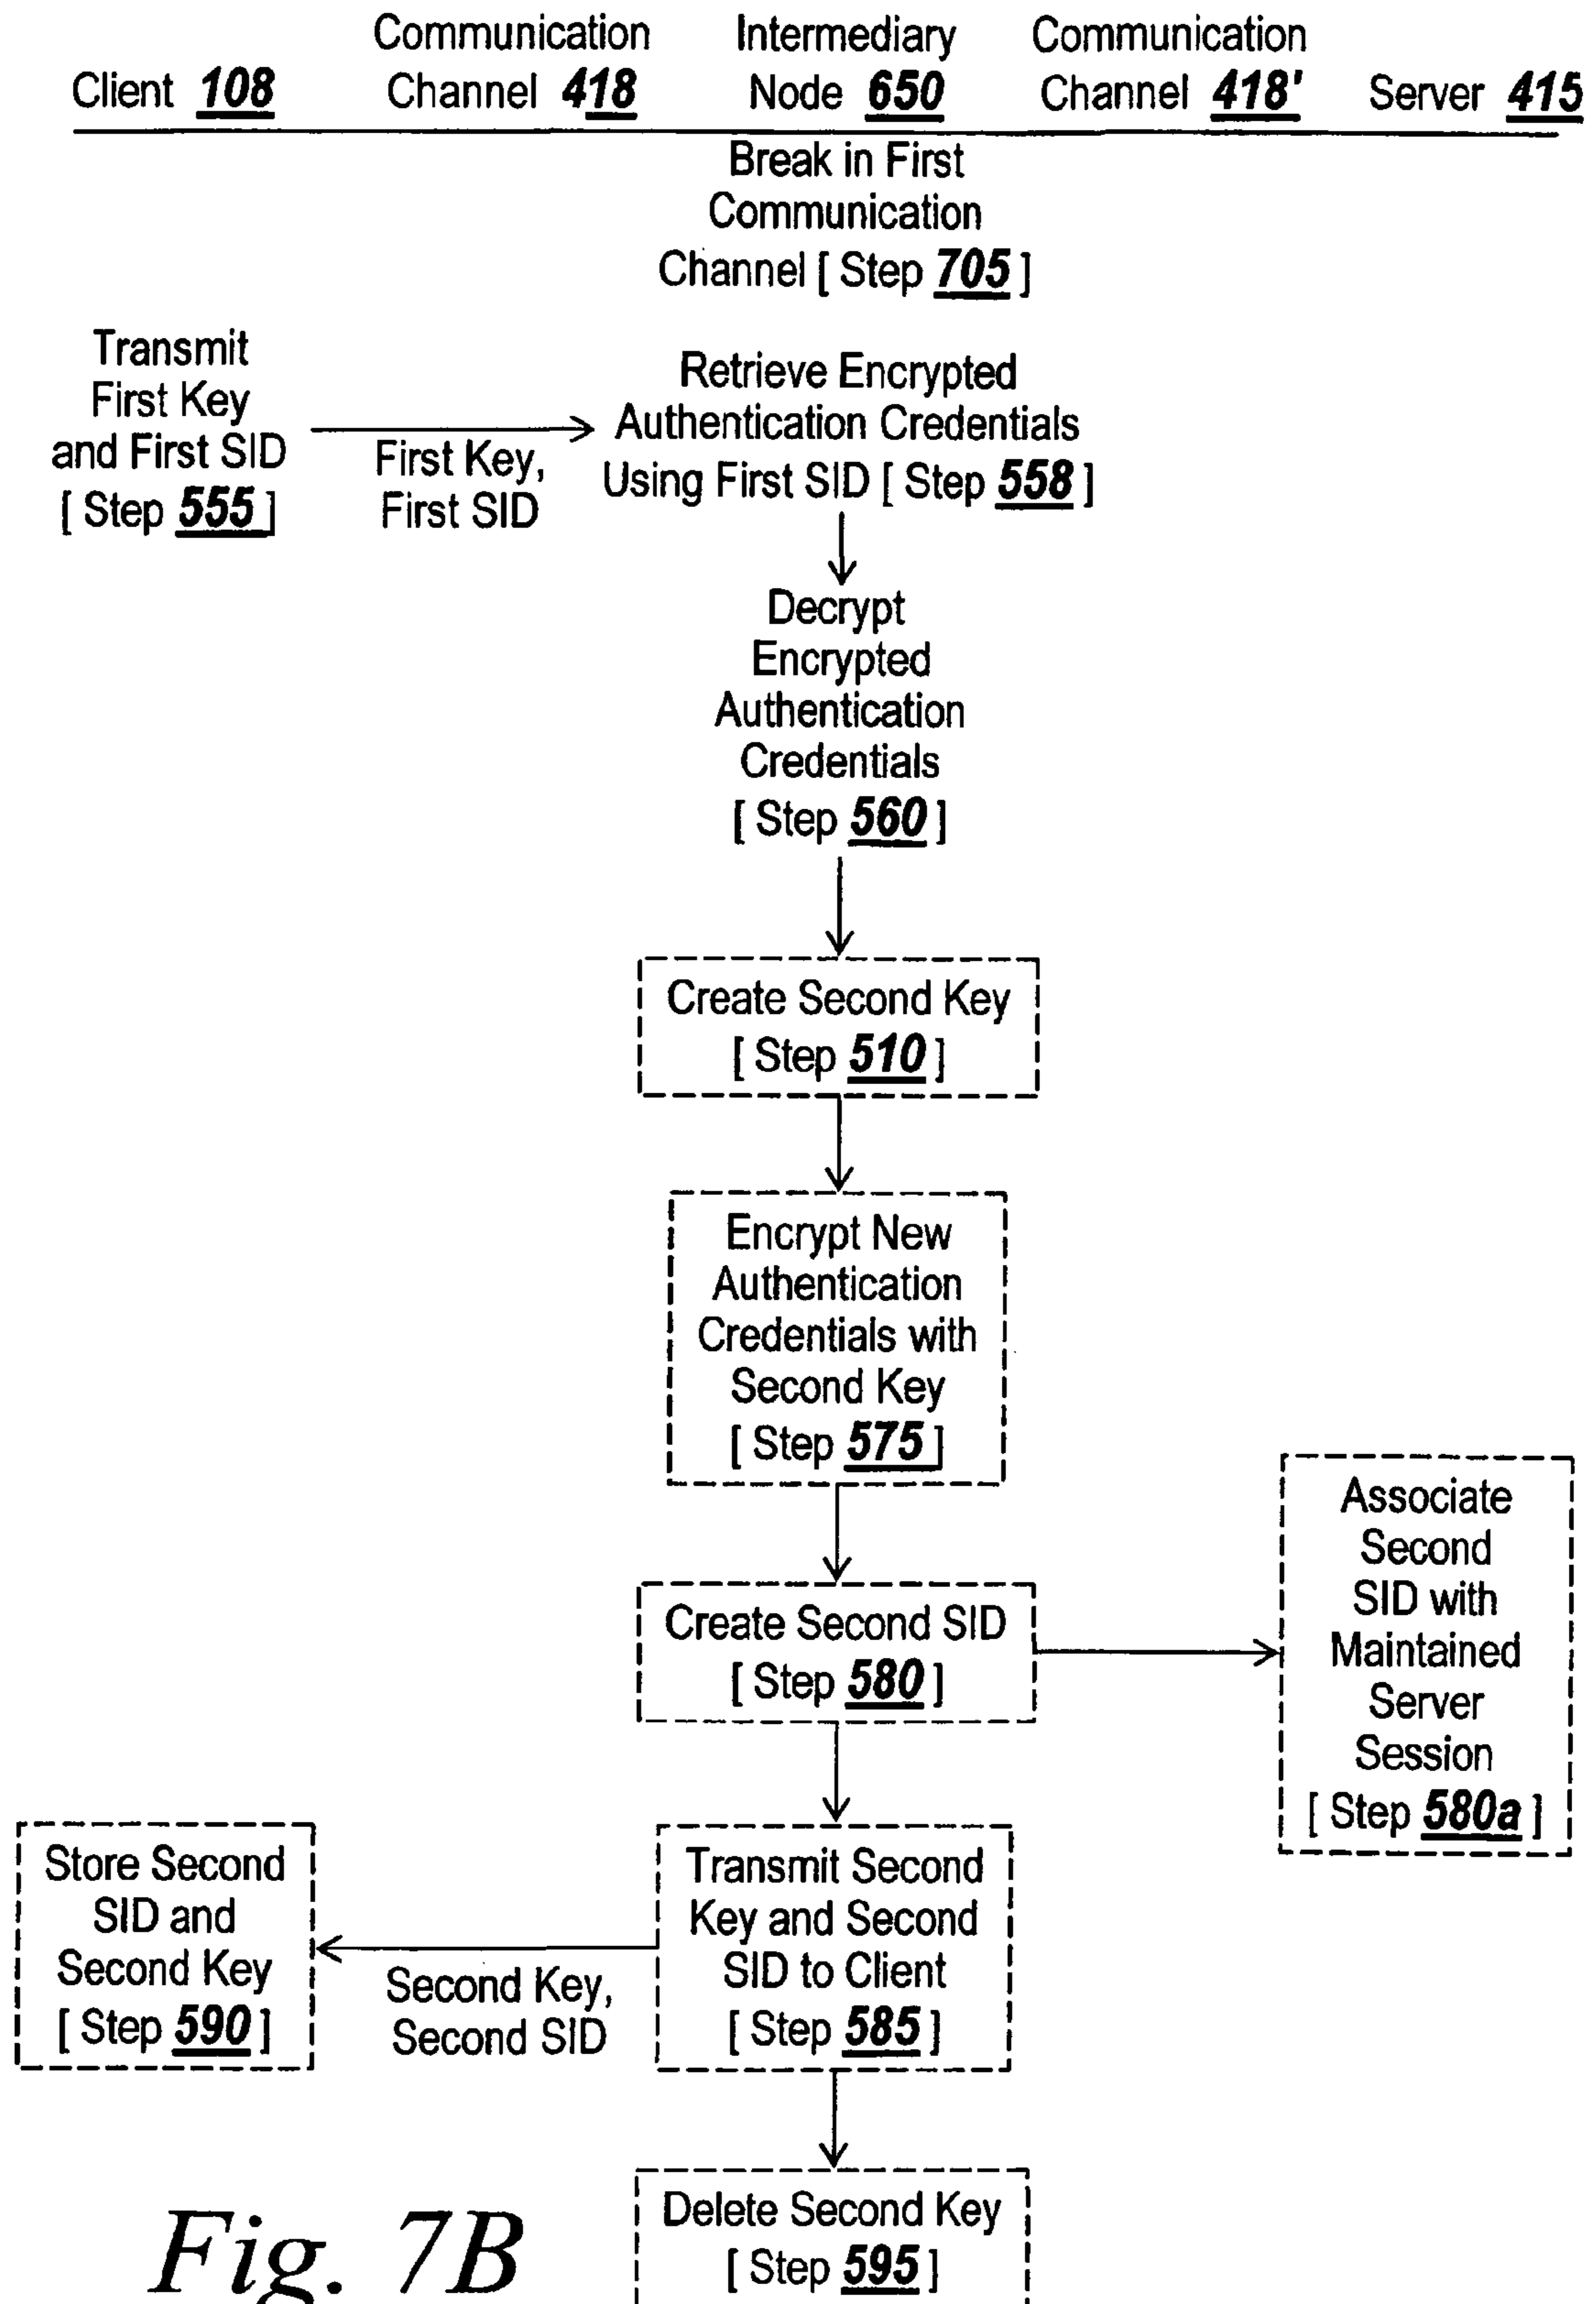 Client 108
Communication
Channel 418
Intermediary
Node 650
Communication
Channel 418'
Server 415
Break in First
Communication
Channel [ Step 705 ]
Transmit
First Key
and First SID
[ Step 555 ]
First Key,
First SID
Retrieve Encrypted
Authentication Credentials
Using First SID [ Step 558 ]
Decrypt
Encrypted
Authentication
Credentials
[ Step 560 ]
Create Second Key
[ Step 510 ]
Encrypt New
Authentication
Credentials with
Second Key
[ Step 575 ]
Create Second SID
[ Step 580 ]
Associate
Second
SID with
Maintained
Server
Session
[ Step 580a ]
Transmit Second
Key and Second
SID to Client
[ Step 585 ]
Second Key,
Second SID
Store Second
SID and
Second Key
[ Step 590 ]
Delete Second Key
[ Step 595 ]
Fig. 7B